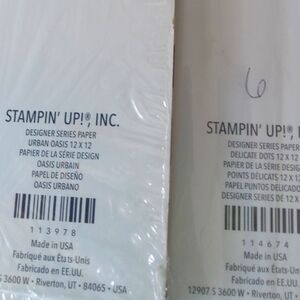 STAMPIN' UP!®, INC.
DESIGNER SERIES PAPER
URBAN OASIS 12 X 12
PAPIER DE LA SÉRIE DESIGN
OASIS URBAIN
PAPEL DE DISEÑO
OASIS URBANO
113978
Made in USA
Fabriqué aux États-Unis
Fabricado en EE.UU.
S 3600 W • Riverton, UT • 84065 • USA
6
STAMPIN' UP!®,
DESIGNER SERIES PAPER
DELICATE DOTS 12 X 12
PAPIER DE LA SÉRIE DESIGN
POINTS DÉLICATS 12 X 12
PAPEL PUNTOS DELICADO
DESIGNER SERIES DE 12 X
114674
Made in USA
Fabriqué aux États-Unis
Fabricado en EE.UU.
12907 S 3600 W • Riverton, UT